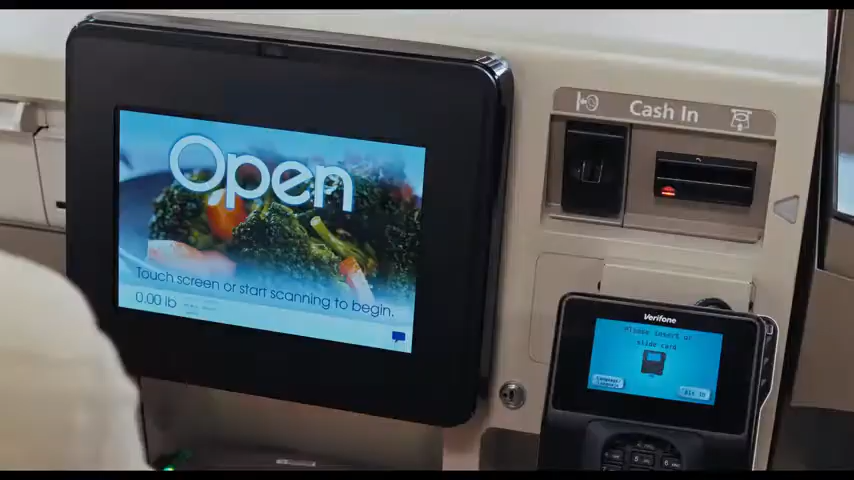 Open
Touch screen or start scanning to begin.
0.00 lb
Cash In
Verifone
Please insert or
slide card